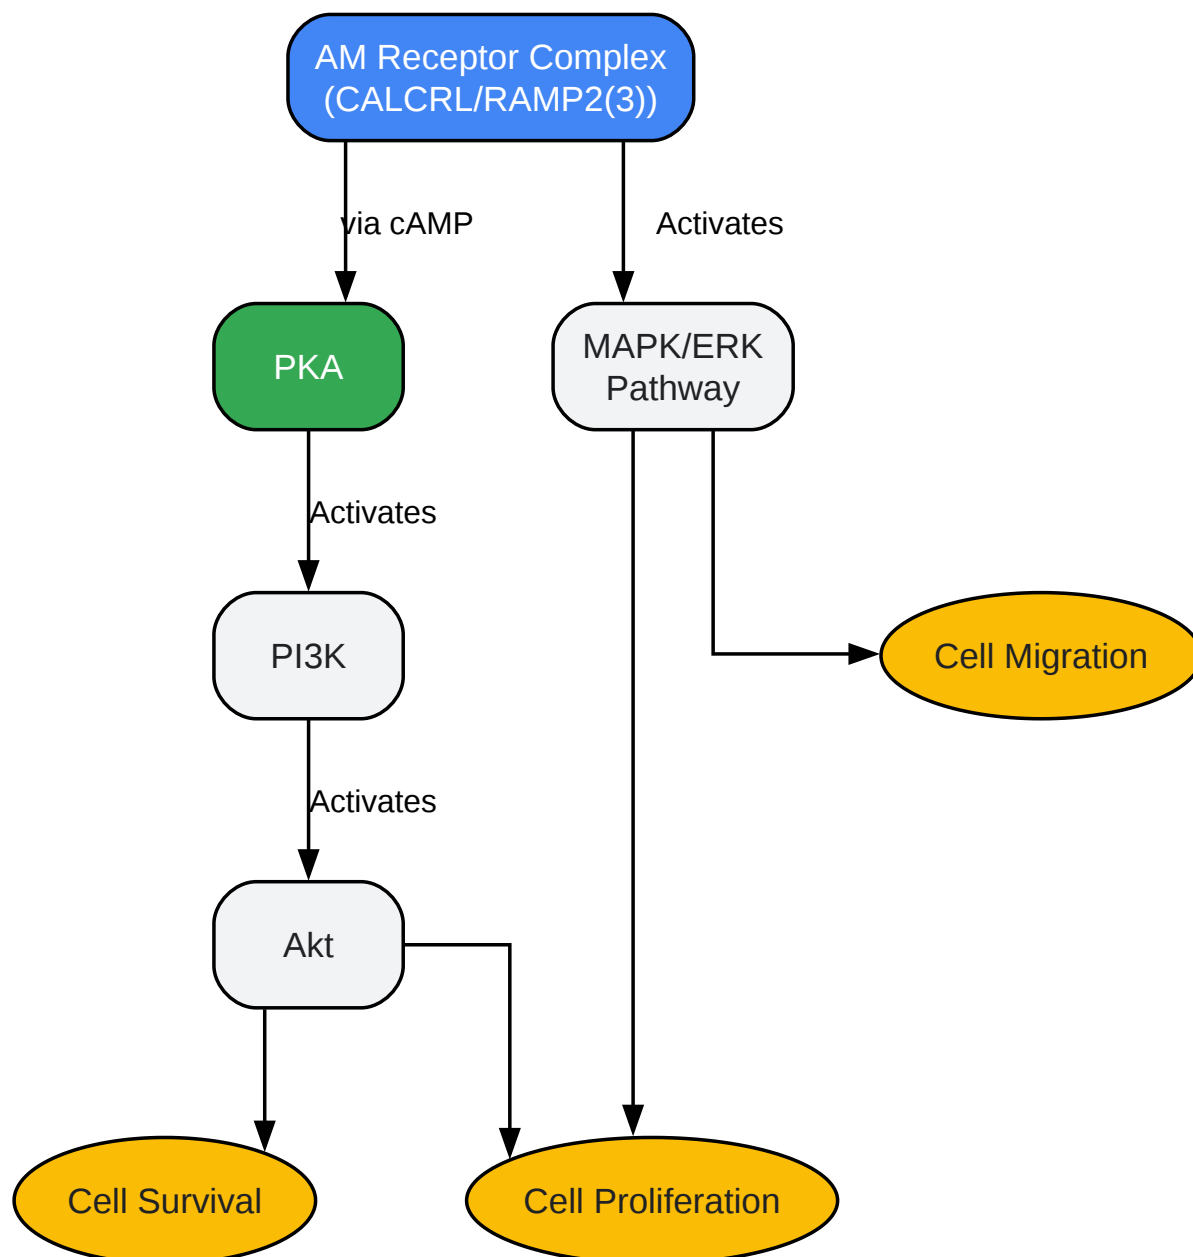 AM Receptor Complex
(CALCRL/RAMP2(3))
via cAMP
Activates
PKA
MAPK/ERK
Pathway
Activates
PI3K
Cell Migration
Activates
Akt
Cell Survival
Cell Proliferation